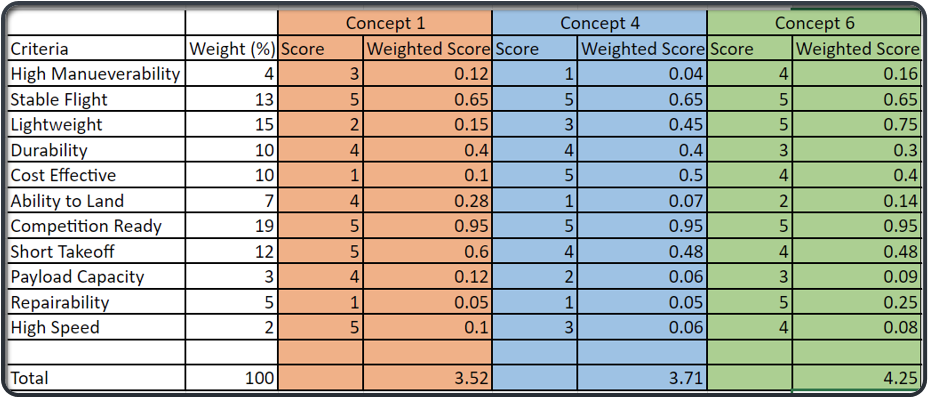 Concept 1 Concept 4 Concept 6
Criteria Weight (%) Score Weighted Score Score Weighted Score Score Weighted Score
High Manueverability 4 3 0.12 1 0.04 4 0.16
Stable Flight 13 5 0.65 5 0.65 5 0.65
Lightweight 15 2 0.15 3 0.45 5 0.75
Durability 10 4 0.4 4 0.4 3 0.3
Cost Effective 10 1 0.1 5 0.5 4 0.4
Ability to Land 7 4 0.28 1 0.07 2 0.14
Competition Ready 19 5 0.95 5 0.95 5 0.95
Short Takeoff 12 5 0.6 4 0.48 4 0.48
Payload Capacity 3 4 0.12 2 0.06 3 0.09
Repairability 5 1 0.05 1 0.05 5 0.25
High Speed 2 5 0.1 3 0.06 4 0.08
Total 100 3.52 3.71 4.25